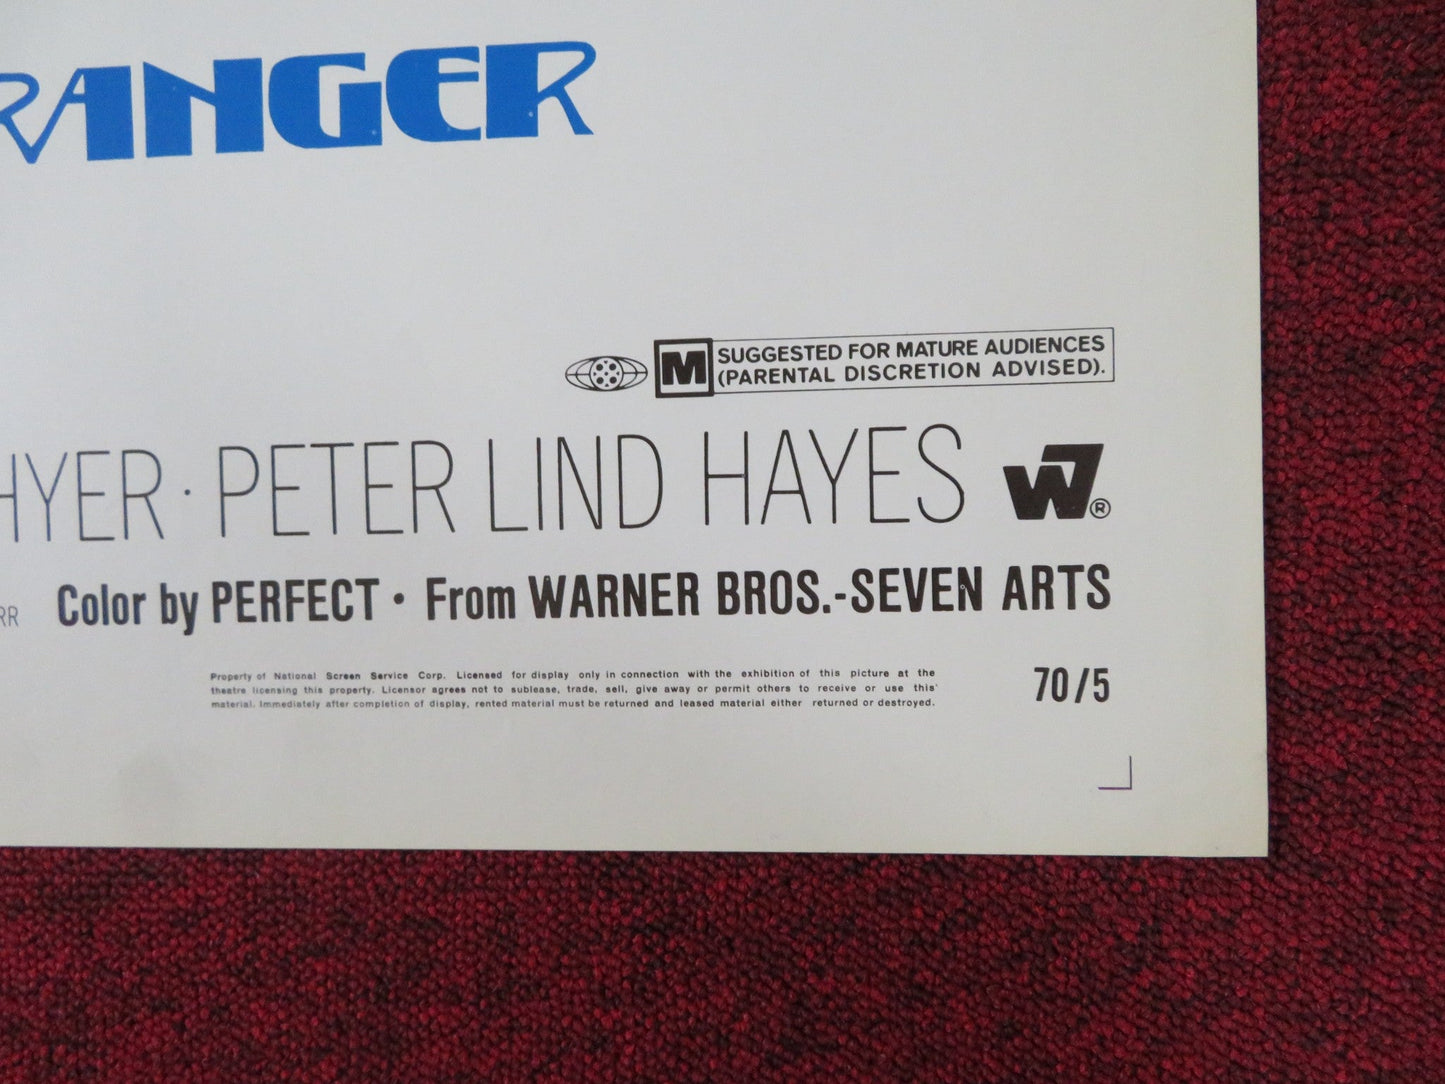 RANGER
M SUGGESTED FOR MATURE AUDIENCES
(PARENTAL DISCRETION ADVISED).
HYER · PETER LIND HAYES W7®
RR Color by PERFECT · From WARNER BROS.-SEVEN ARTS
Property of National Screen Service Corp. Licensed for display only in connection with the exhibition of this picture at the
theatre licensing this property. Licensor agrees not to sublease, trade, sell, give away or permit others to receive or use this
material. Immediately after completion of display, rented material must be returned and leased material either returned or destroyed.
70/5